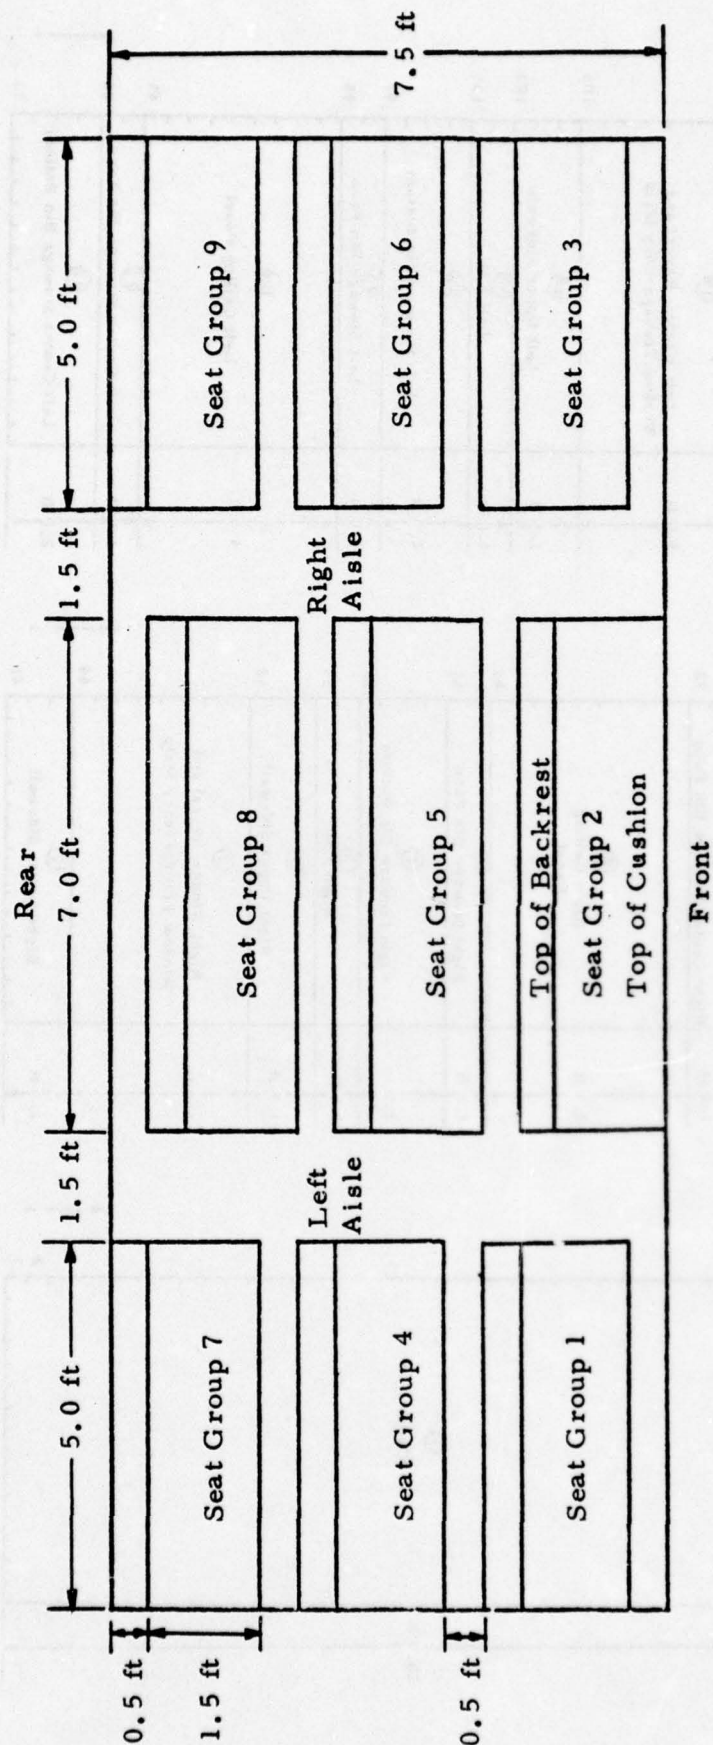 Rear
5.0 ft
1.5 ft
7.0 ft
1.5 ft
5.0 ft
0.5 ft
1.5 ft
0.5 ft
7.5 ft
Seat Group 7
Seat Group 8
Seat Group 9
Left
Aisle
Right
Aisle
Seat Group 4
Seat Group 5
Seat Group 6
Top of Backrest
Seat Group 1
Seat Group 2
Seat Group 3
Top of Cushion
Front